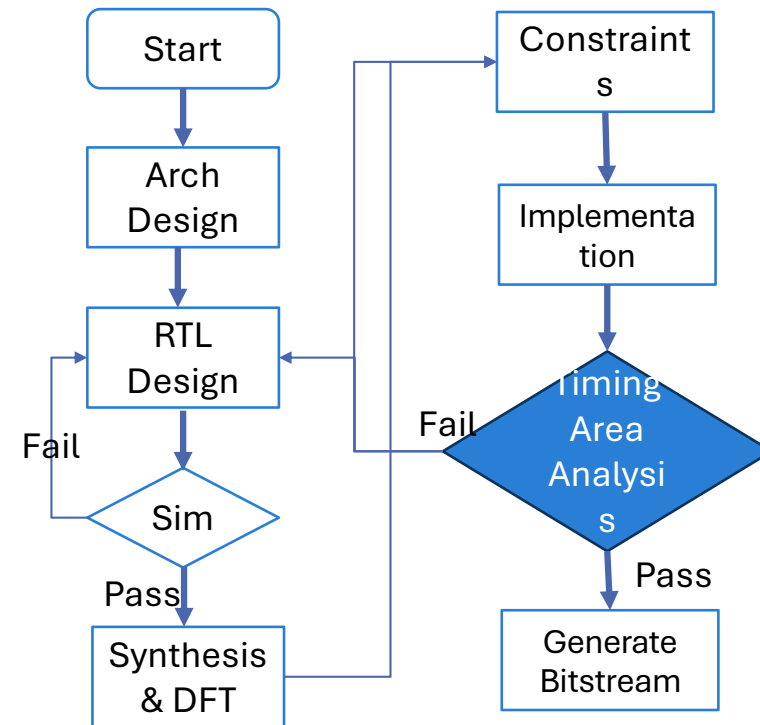 Start
Arch
Design
RTL
Design
Fail
Sim
Pass
Synthesis
& DFT
Constraint
s
Implementa
tion
Timing
Area
Analysi
s
Fail
Pass
Generate
Bitstream